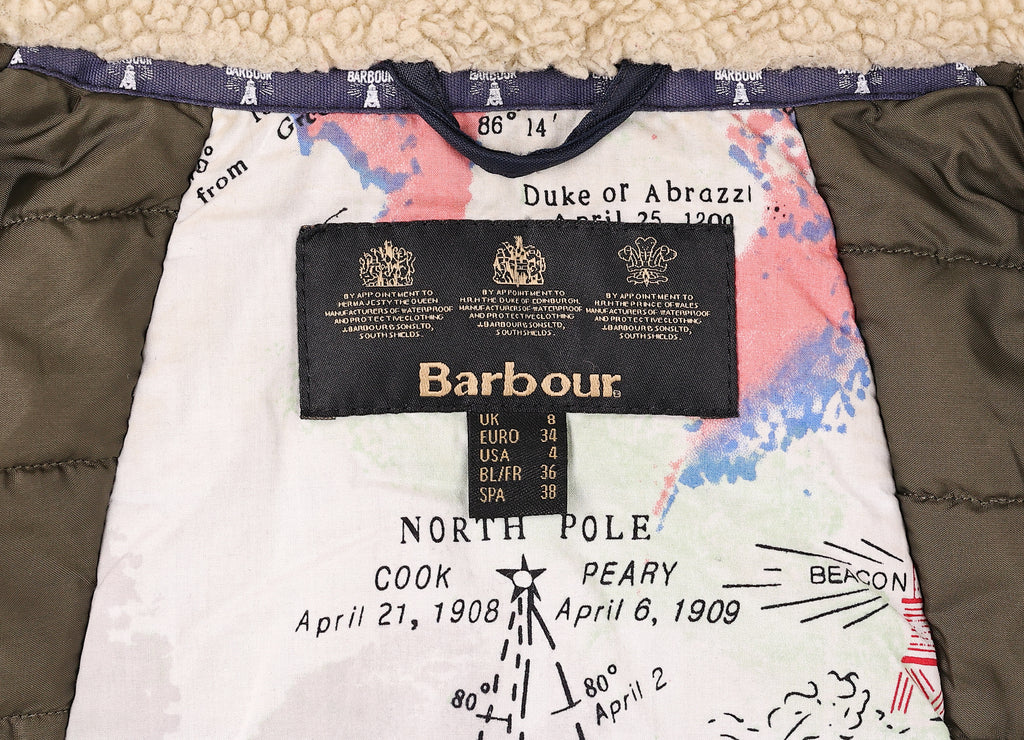 BARBOUR BARBOUR BARBOUR BARBOUR
86° 14'
from
Duke of Abrazzi
April 25, 1200
BY APPOINTMENT TO
HER MAJESTY THE QUEEN
MANUFACTURERS OF WATERPROOF
AND PROTECTIVE CLOTHING
J.BARBOUR & SONS LTD,
SOUTH SHIELDS.
BY APPOINTMENT TO
H.R.H THE DUKE OF EDINBURGH,
MANUFACTURERS OF WATERPROOF
AND PROTECTIVE CLOTHING
J.BARBOUR & SONS LTD,
SOUTH SHIELDS.
BY APPOINTMENT TO
H.R.H THE PRINCE OF WALES
MANUFACTURERS OF WATERPROOF
AND PROTECTIVE CLOTHING
J.BARBOUR & SONS LTD,
SOUTH SHIELDS.
Barbour
UK 8
EURO 34
USA 4
BL/FR 36
SPA 38
NORTH POLE
COOK PEARY
April 21, 1908 April 6, 1909
BEACON
80° 80°
April 2